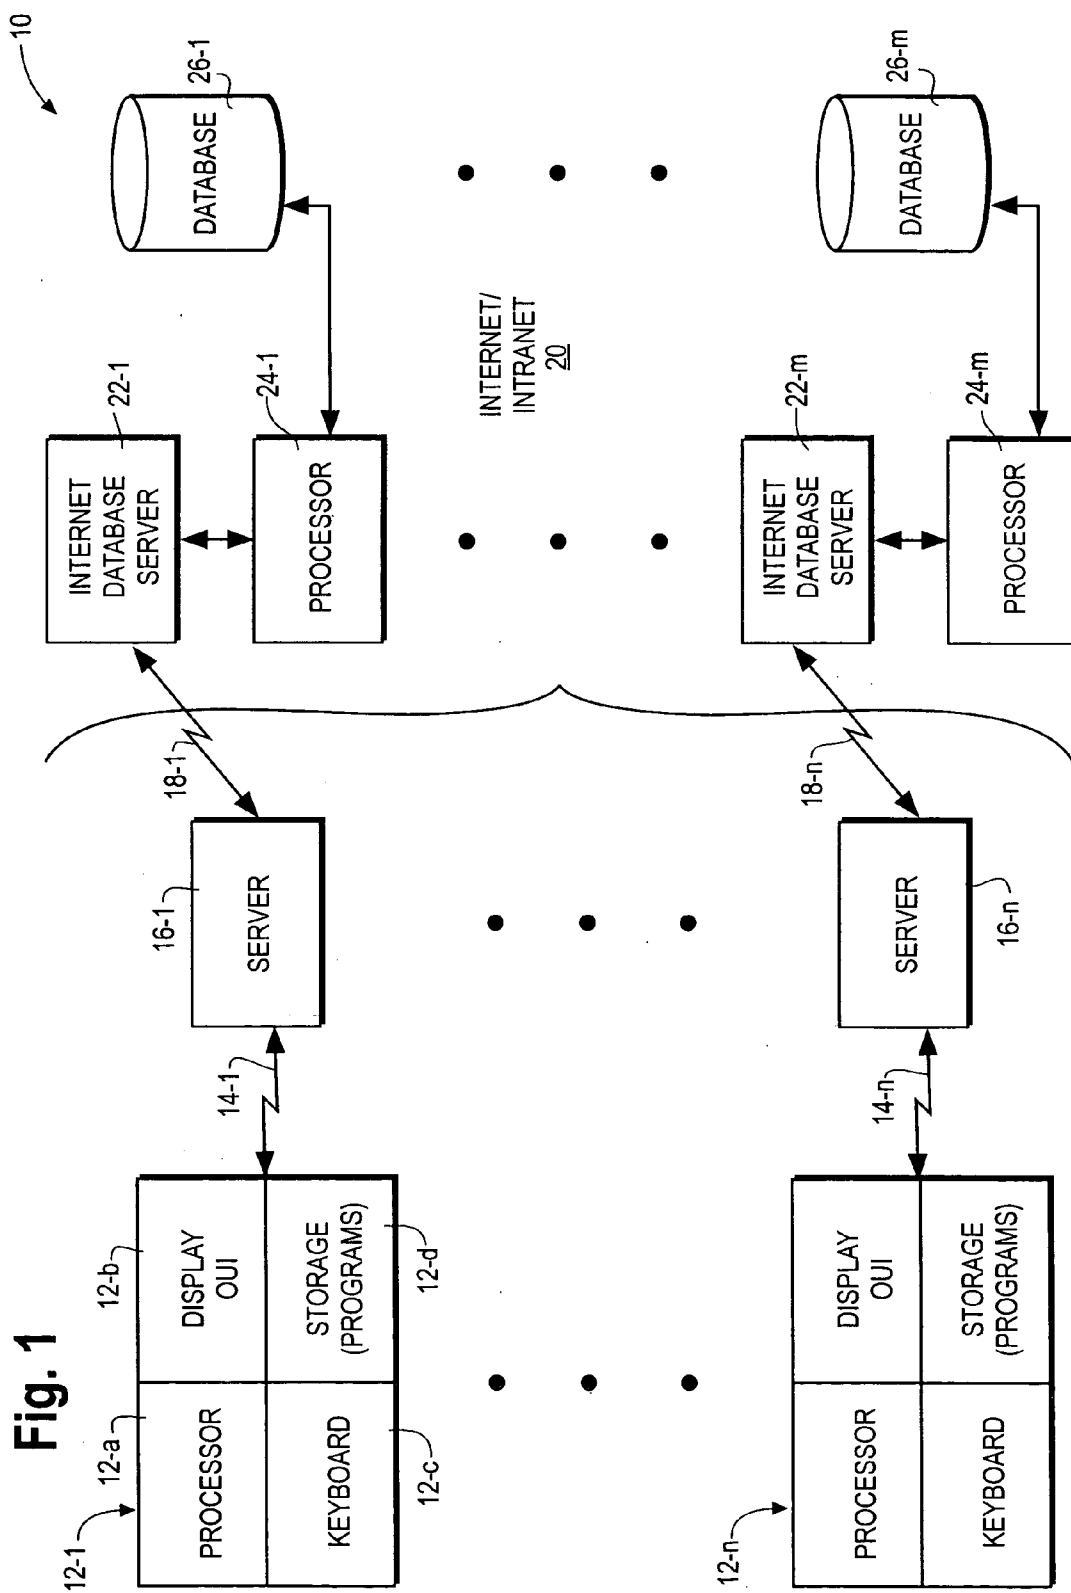 Fig. 1
10
12-1
12-a
12-b
PROCESSOR
DISPLAY
OUI
KEYBOARD
STORAGE
(PROGRAMS)
12-c
12-d
14-1
16-1
SERVER
18-1
INTERNET
DATABASE
SERVER
22-1
PROCESSOR
24-1
DATABASE
26-1
INTERNET/
INTRANET
20
12-n
PROCESSOR
DISPLAY
OUI
KEYBOARD
STORAGE
(PROGRAMS)
14-n
SERVER
16-n
18-n
INTERNET
DATABASE
SERVER
22-m
PROCESSOR
24-m
DATABASE
26-m